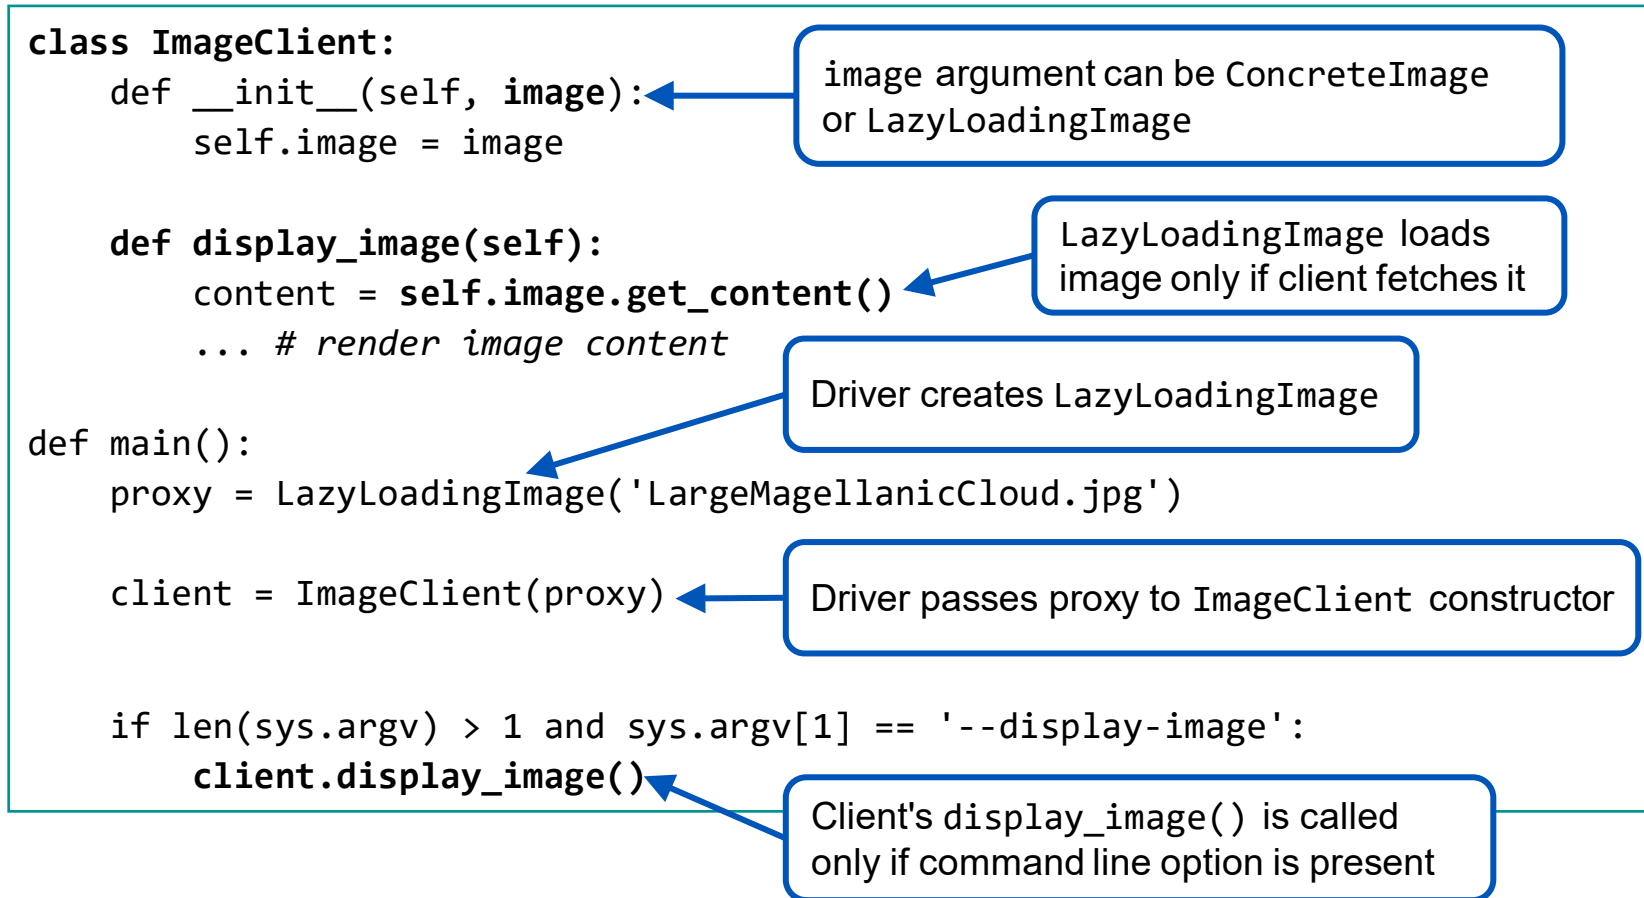 class ImageClient:
def __init__(self, image):
self.image = image
image argument can be ConcreteImage
or LazyLoadingImage
def display_image(self):
content = self.image.get_content()
... # render image content
LazyLoadingImage loads
image only if client fetches it
Driver creates LazyLoadingImage
def main():
proxy = LazyLoadingImage('LargeMagellanicCloud.jpg')
client = ImageClient(proxy)
Driver passes proxy to ImageClient constructor
if len(sys.argv) > 1 and sys.argv[1] == '--display-image':
client.display_image()
Client's display_image() is called
only if command line option is present